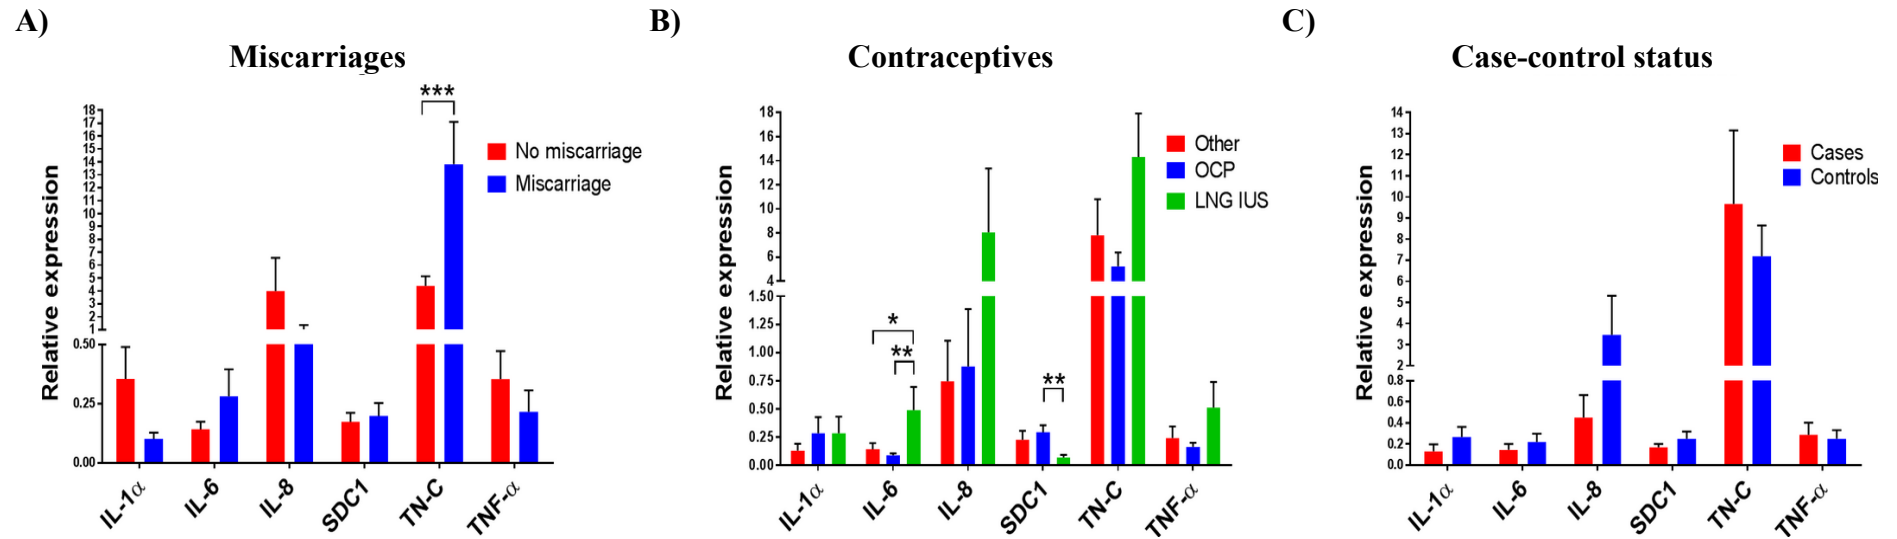 A)
Miscarriages
***
18
17
16
15
14
13
12
11
10
9
8
7
6
5
4
3
2
1
0.50
0.25
0.00
Relative expression
No miscarriage
Miscarriage
IL-1α
IL-6
IL-8
SDC1
TN-C
TNF-α
B)
Contraceptives
18
16
14
12
10
8
6
4
1.50
1.25
1.00
0.75
0.50
0.25
0.00
Relative expression
*
**
**
Other
OCP
LNG IUS
IL-1α
IL-6
IL-8
SDC1
TN-C
TNF-α
C)
Case-control status
14
13
12
11
10
9
8
7
6
5
4
3
2
0.8
0.6
0.4
0.2
0.0
Relative expression
Cases
Controls
IL-1α
IL-6
IL-8
SDC1
TN-C
TNF-α